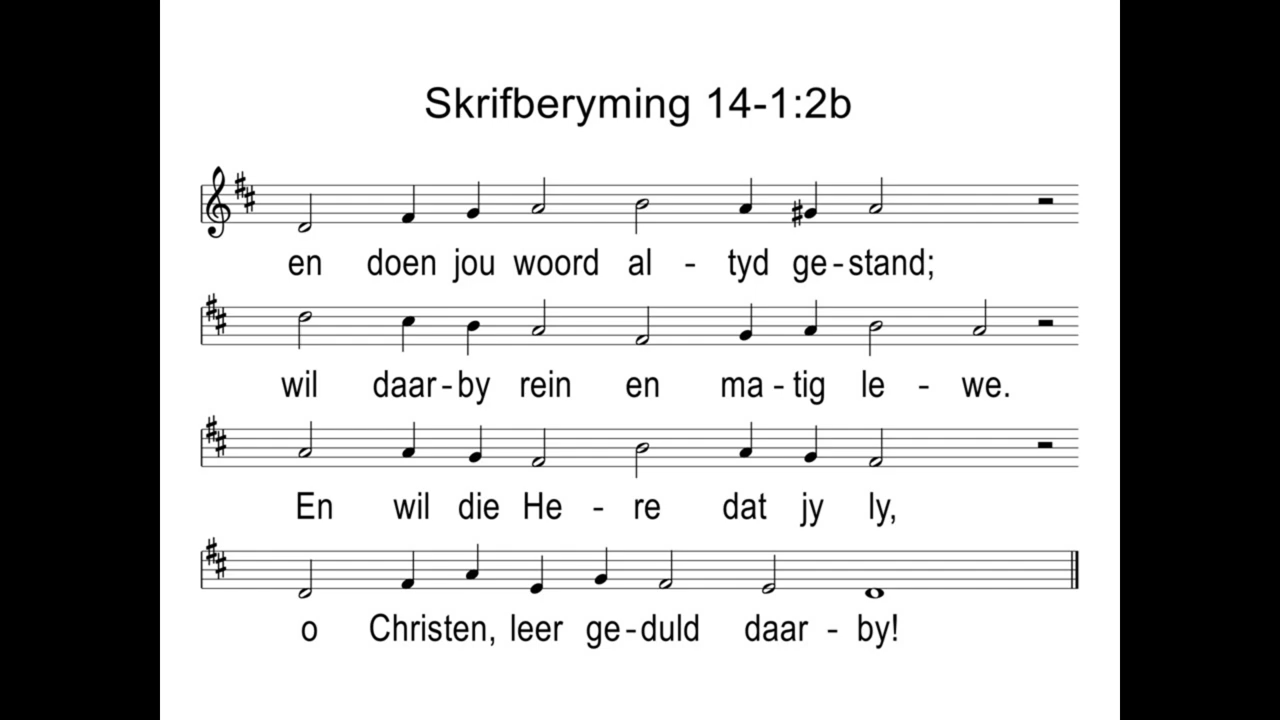 Skrifberyming 14-1:2b
en doen jou woord al - tyd ge-stand;
wil daar-by rein en ma-tig le - we.
En wil die He - re dat jy ly,
o Christen, leer ge-duld daar - by!